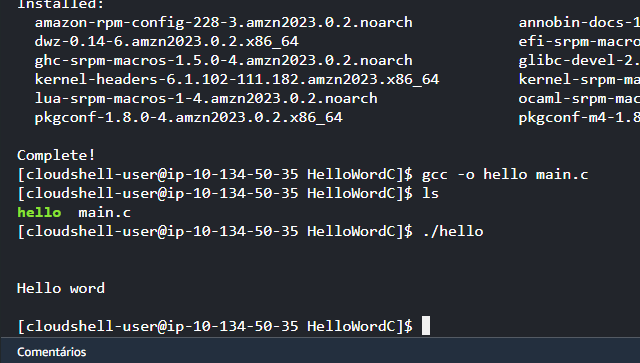 Installed:
amazon-rpm-config-228-3.amzn2023.0.2.noarch annobin-docs-1
dwz-0.14-6.amzn2023.0.2.x86_64 efi-srpm-macro
ghc-srpm-macros-1.5.0-4.amzn2023.0.2.noarch glibc-devel-2.
kernel-headers-6.1.102-111.182.amzn2023.x86_64 kernel-srpm-ma
lua-srpm-macros-1-4.amzn2023.0.2.noarch ocaml-srpm-mac
pkgconf-1.8.0-4.amzn2023.0.2.x86_64 pkgconf-m4-1.8
Complete!
[cloudshell-user@ip-10-134-50-35 HelloWordC]$ gcc -o hello main.c
[cloudshell-user@ip-10-134-50-35 HelloWordC]$ ls
hello main.c
[cloudshell-user@ip-10-134-50-35 HelloWordC]$ ./hello
Hello word
[cloudshell-user@ip-10-134-50-35 HelloWordC]$
Comentários